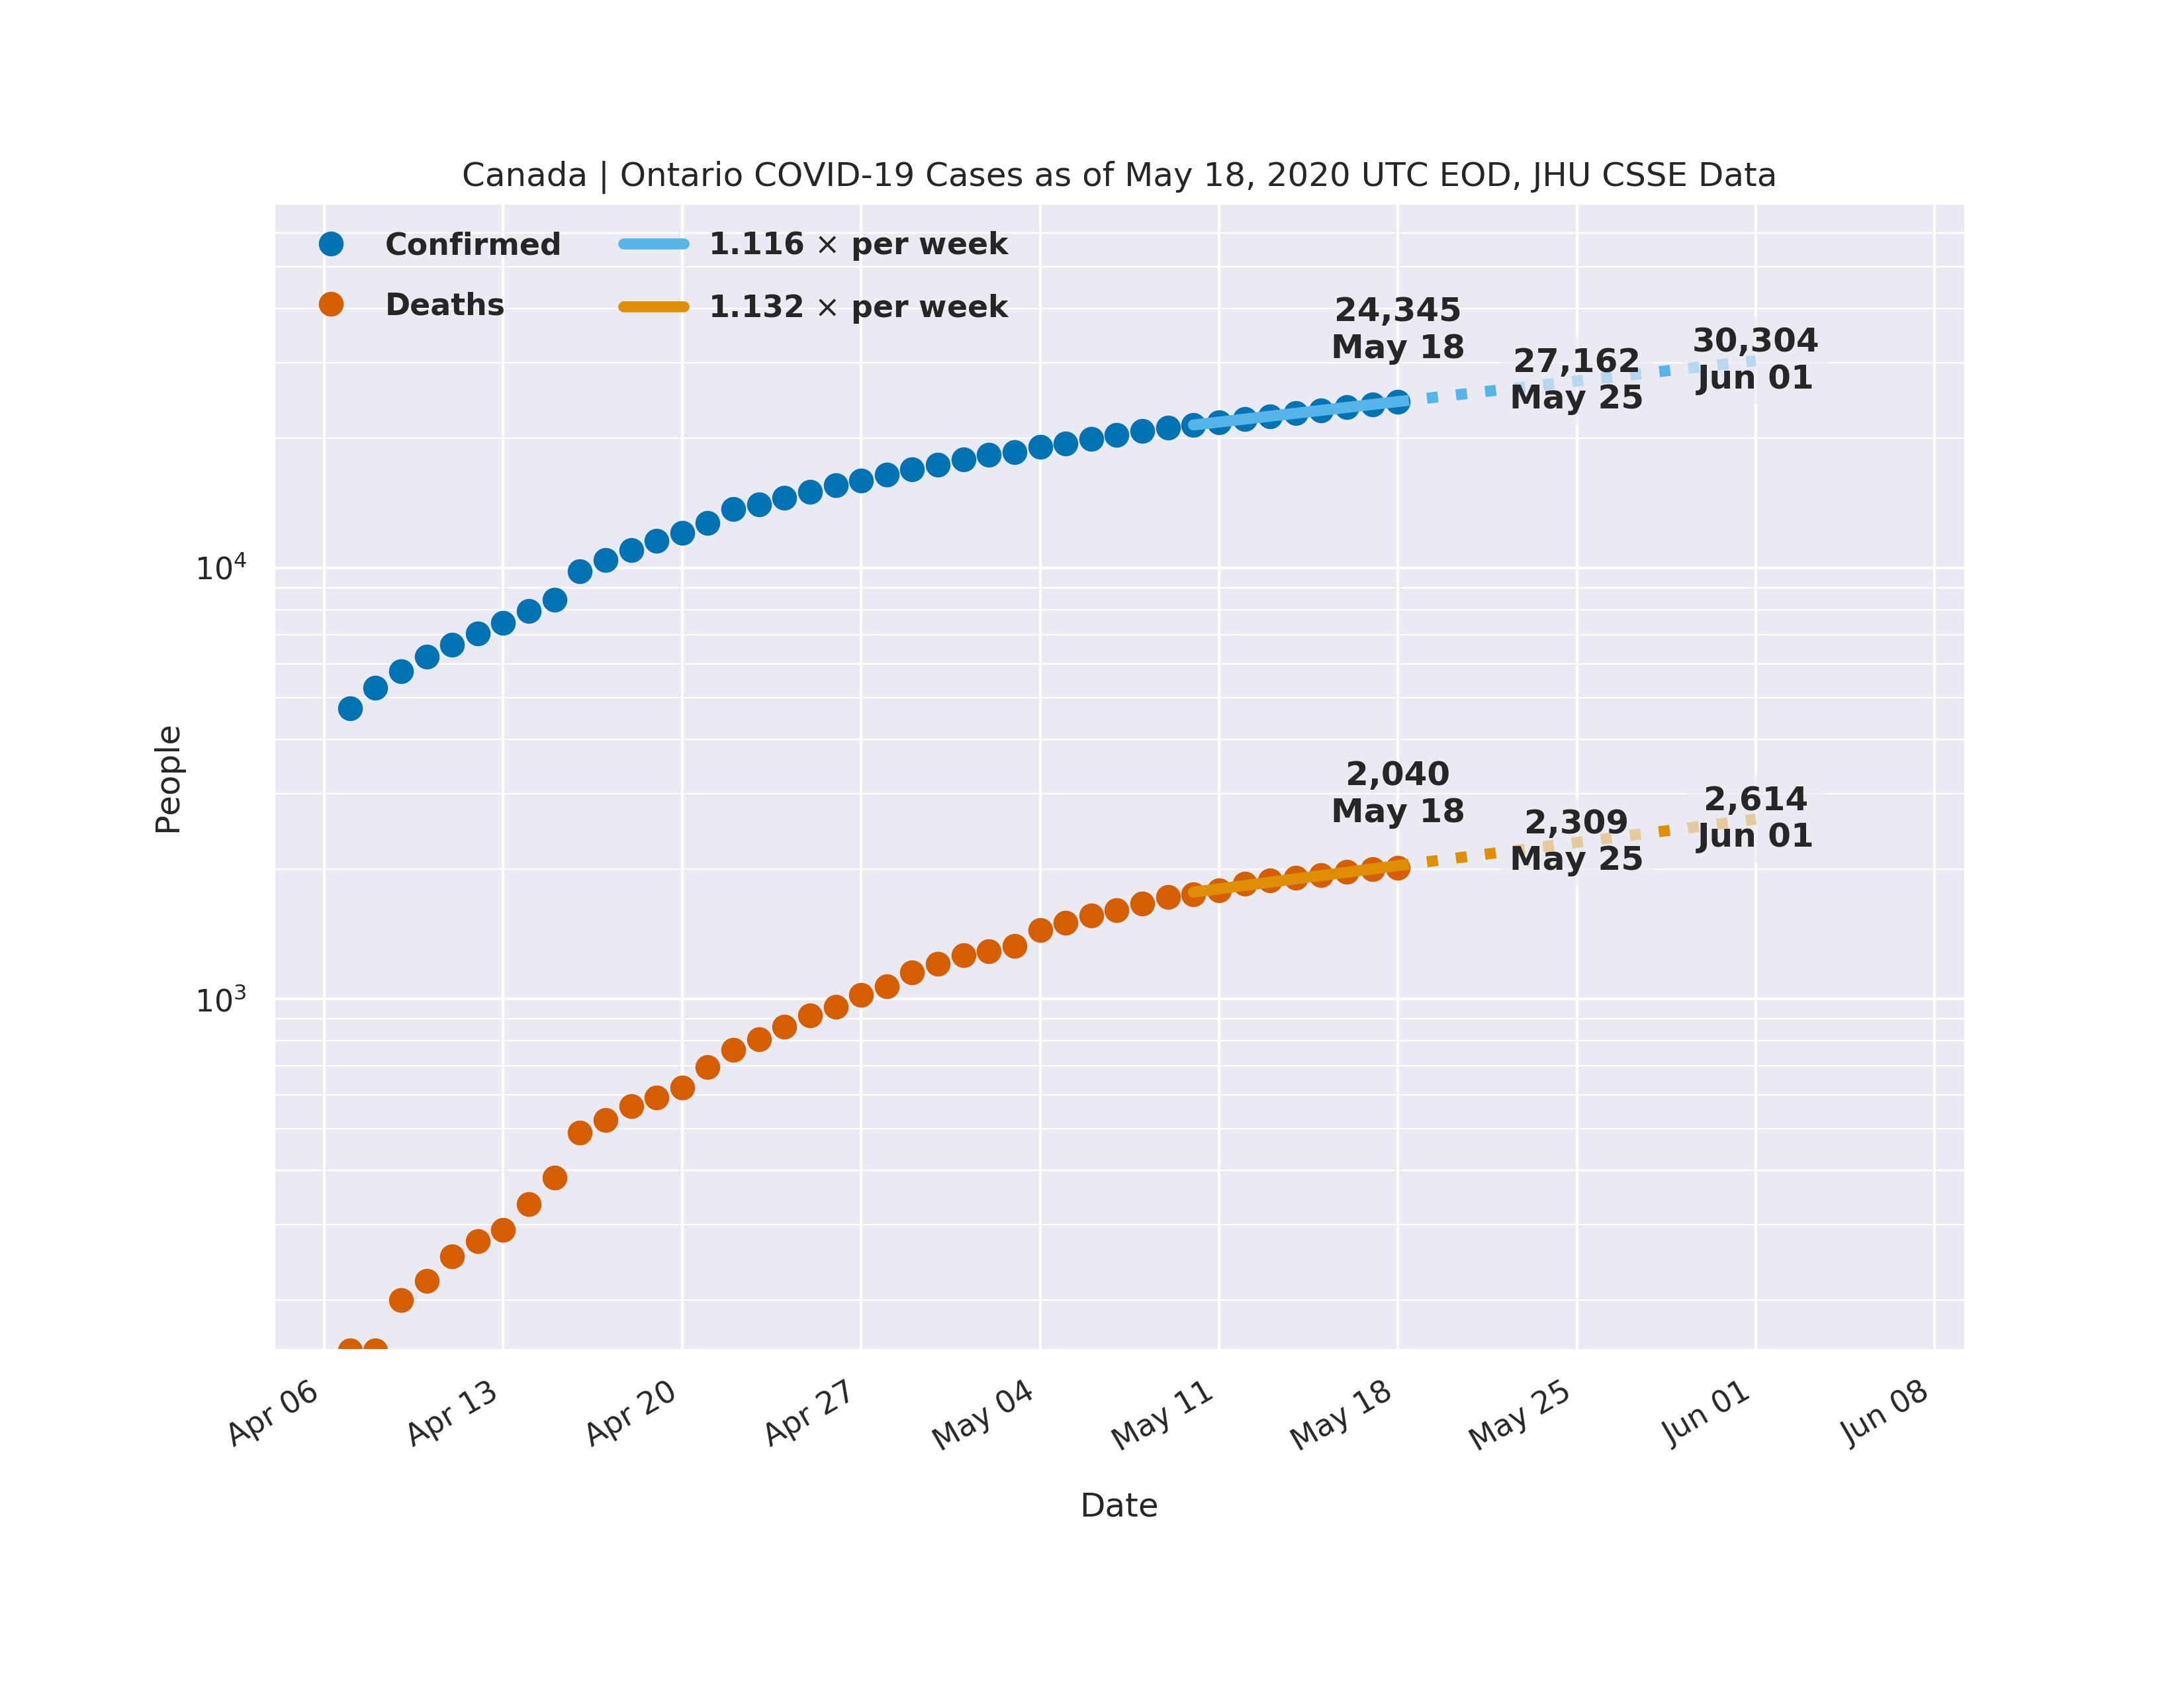 Canada | Ontario COVID-19 Cases as of May 18, 2020 UTC EOD, JHU CSSE Data
Confirmed
Deaths
1.116 × per week
1.132 × per week
24,345
May 18
27,162
May 25
30,304
Jun 01
2,040
May 18
2,309
May 25
2,614
Jun 01
People
10⁴
10³
Apr 06
Apr 13
Apr 20
Apr 27
May 04
May 11
May 18
May 25
Jun 01
Jun 08
Date